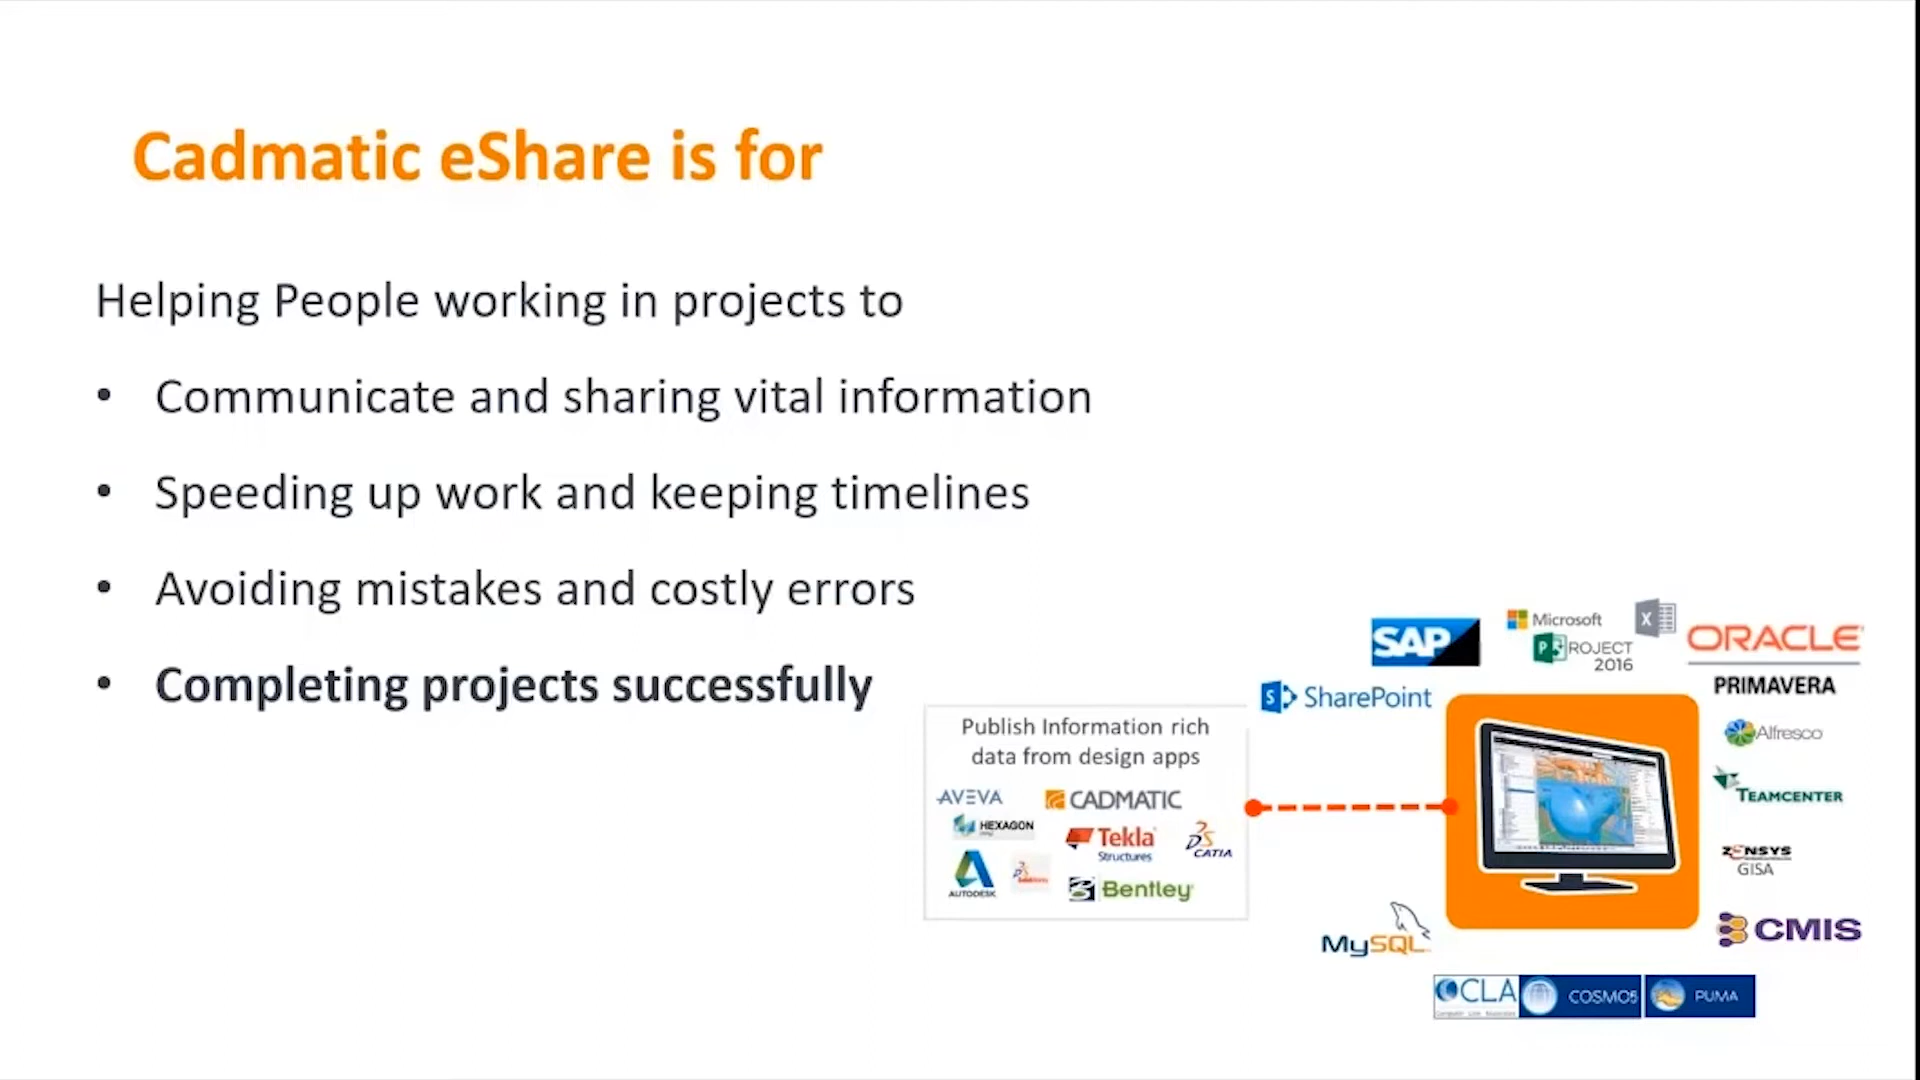 Cadmatic eShare is for
Helping People working in projects to
• Communicate and sharing vital information
• Speeding up work and keeping timelines
• Avoiding mistakes and costly errors
• Completing projects successfully
Publish Information rich
data from design apps
AVEVA
CADMATIC
HEXAGON
Tekla
Structures
CATIA
AUTODESK
Bentley
SAP
Microsoft
PROJECT
2016
X
ORACLE
PRIMAVERA
S SharePoint
Alfresco
TEAMCENTER
ZENSYS
GISA
CMIS
MySQL
OCLA
COSMOS
PUMA